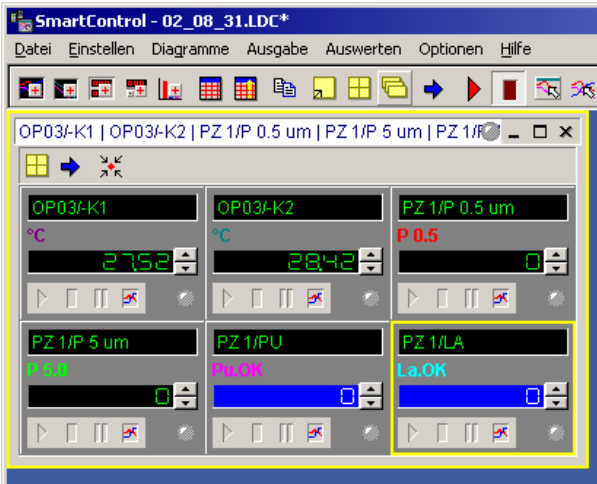 SmartControl - 02_08_31.LDC*
Datei Einstellen Diagramme Ausgabe Auswerten Optionen Hilfe
OP03/-K1 | OP03/-K2 | PZ 1/P 0.5 um | PZ 1/P 5 um | PZ 1/
OP03/-K1 OP03/-K2 PZ 1/P 0.5 um
°C °C P 0.5
27.52 28.42 0
PZ 1/P 5 um PZ 1/PU PZ 1/LA
P 5.0 Pu.OK La.OK
0 0 0